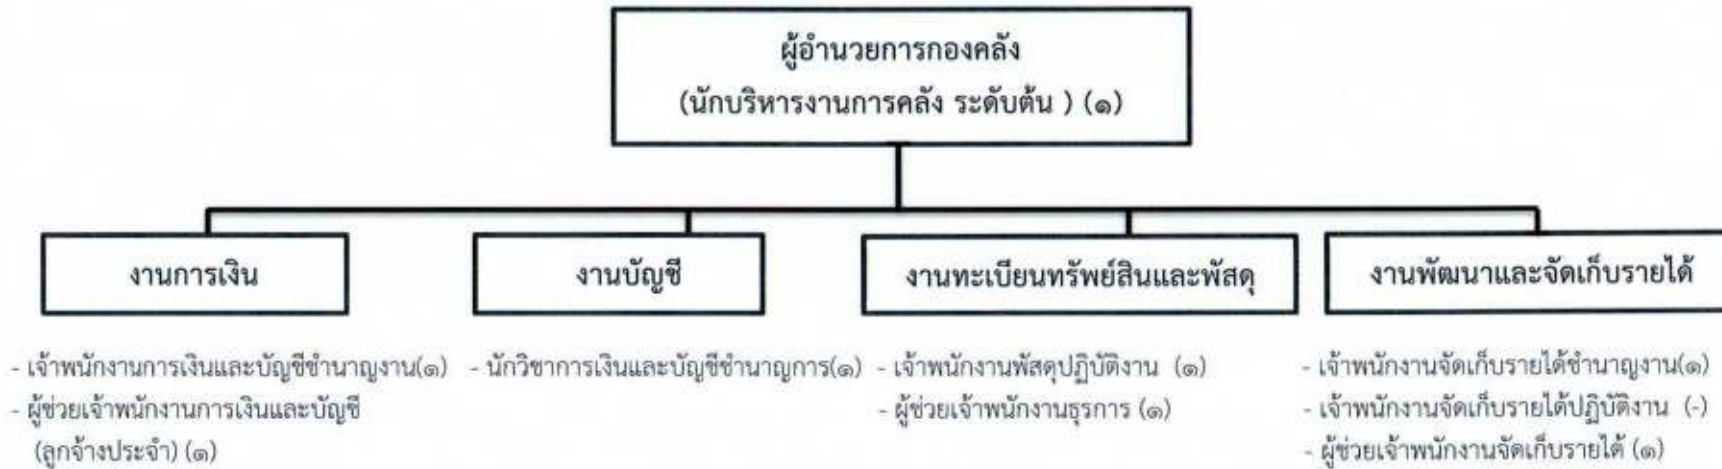 ผู้อำนวยการกองคลัง
(นักบริหารงานการคลัง ระดับต้น ) (๑)
งานการเงิน
งานบัญชี
งานทะเบียนทรัพย์สินและพัสดุ
งานพัฒนาและจัดเก็บรายได้
- เจ้าพนักงานการเงินและบัญชีชำนาญงาน(๑)
- ผู้ช่วยเจ้าพนักงานการเงินและบัญชี
(ลูกจ้างประจำ) (๑)
- นักวิชาการเงินและบัญชีชำนาญการ(๑)
- เจ้าพนักงานพัสดุปฏิบัติงาน (๑)
- ผู้ช่วยเจ้าพนักงานธุรการ (๑)
- เจ้าพนักงานจัดเก็บรายได้ชำนาญงาน(๑)
- เจ้าพนักงานจัดเก็บรายได้ปฏิบัติงาน (-)
- ผู้ช่วยเจ้าพนักงานจัดเก็บรายได้ (๑)